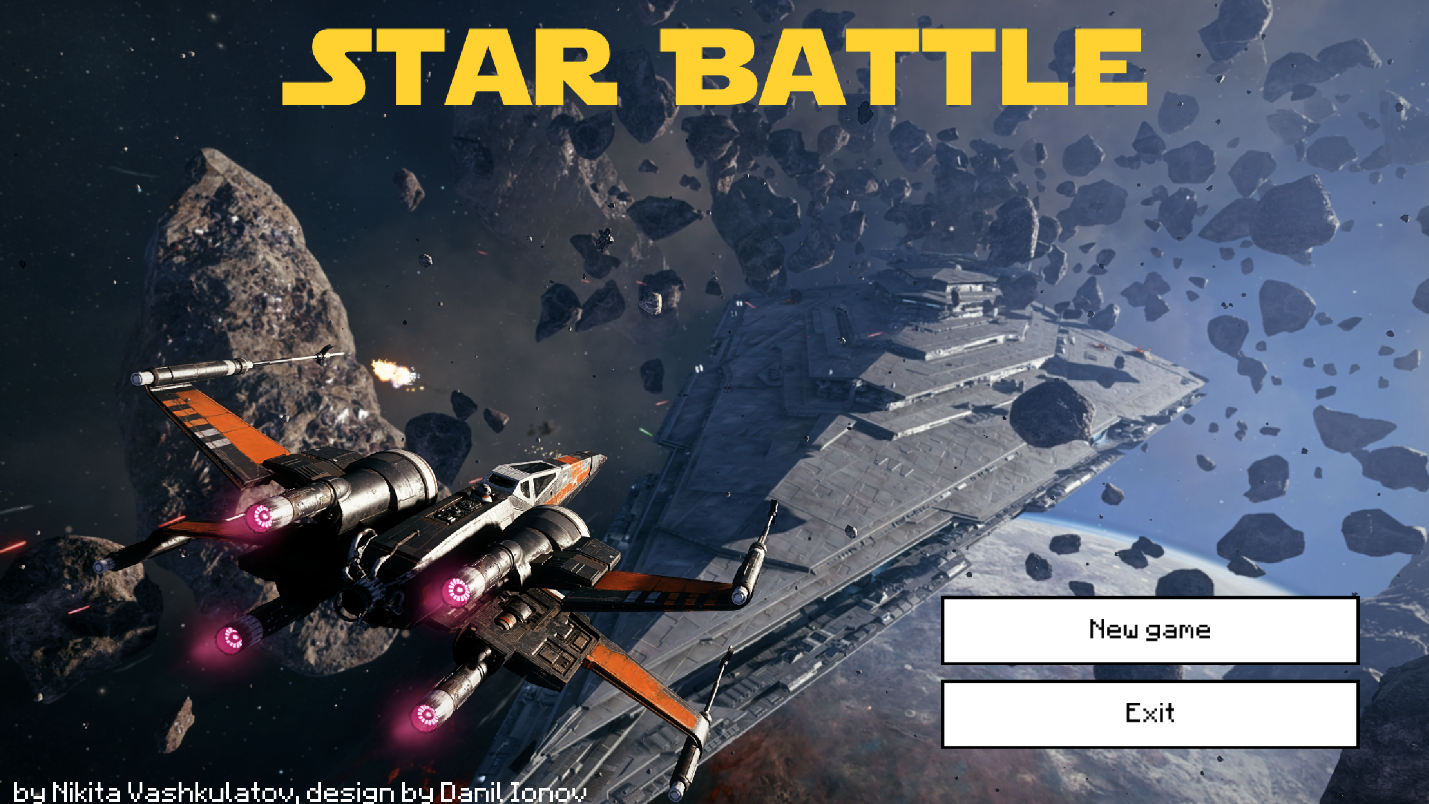 STAR BATTLE
New game
Exit
by Nikita Vashkulatov, design by Danil Ionov